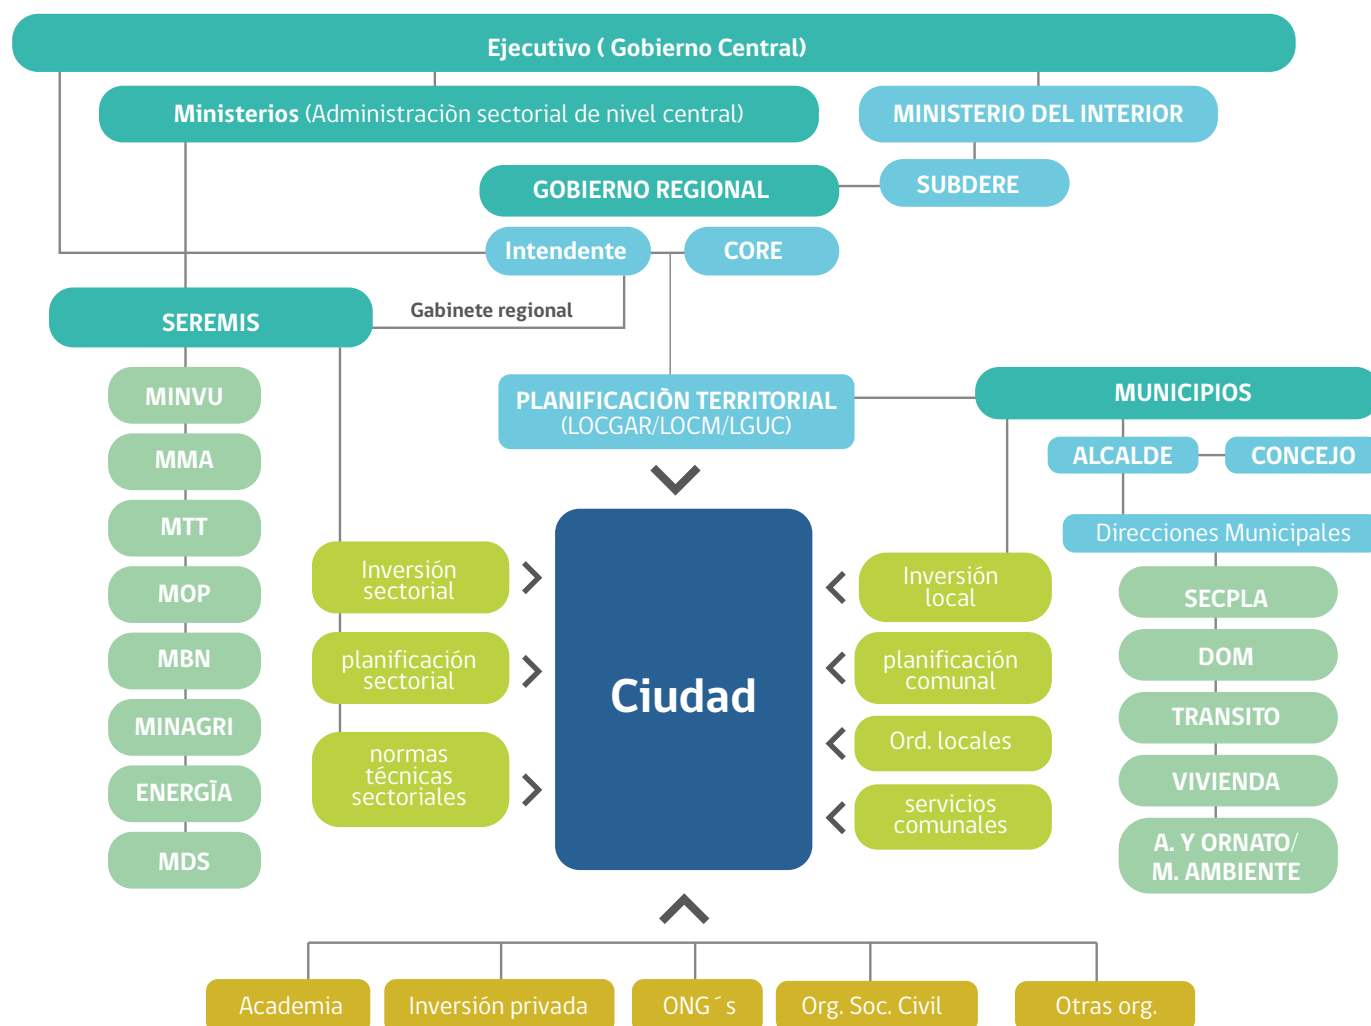 Ejecutivo ( Gobierno Central)
Ministerios (Administraciòn sectorial de nivel central)
MINISTERIO DEL INTERIOR
GOBIERNO REGIONAL
SUBDERE
Intendente
CORE
SEREMIS
Gabinete regional
MINVU
MMA
MTT
MOP
MBN
MINAGRI
ENERGÌA
MDS
PLANIFICACIÒN TERRITORIAL
(LOCGAR/LOCM/LGUC)
MUNICIPIOS
ALCALDE
CONCEJO
Direcciones Municipales
Inversión
sectorial
planificación
sectorial
normas
técnicas
sectoriales
Ciudad
Inversión
local
planificación
comunal
Ord. locales
servicios
comunales
SECPLA
DOM
TRANSITO
VIVIENDA
A. Y ORNATO/
M. AMBIENTE
Academia
Inversión privada
ONG´s
Org. Soc. Civil
Otras org.